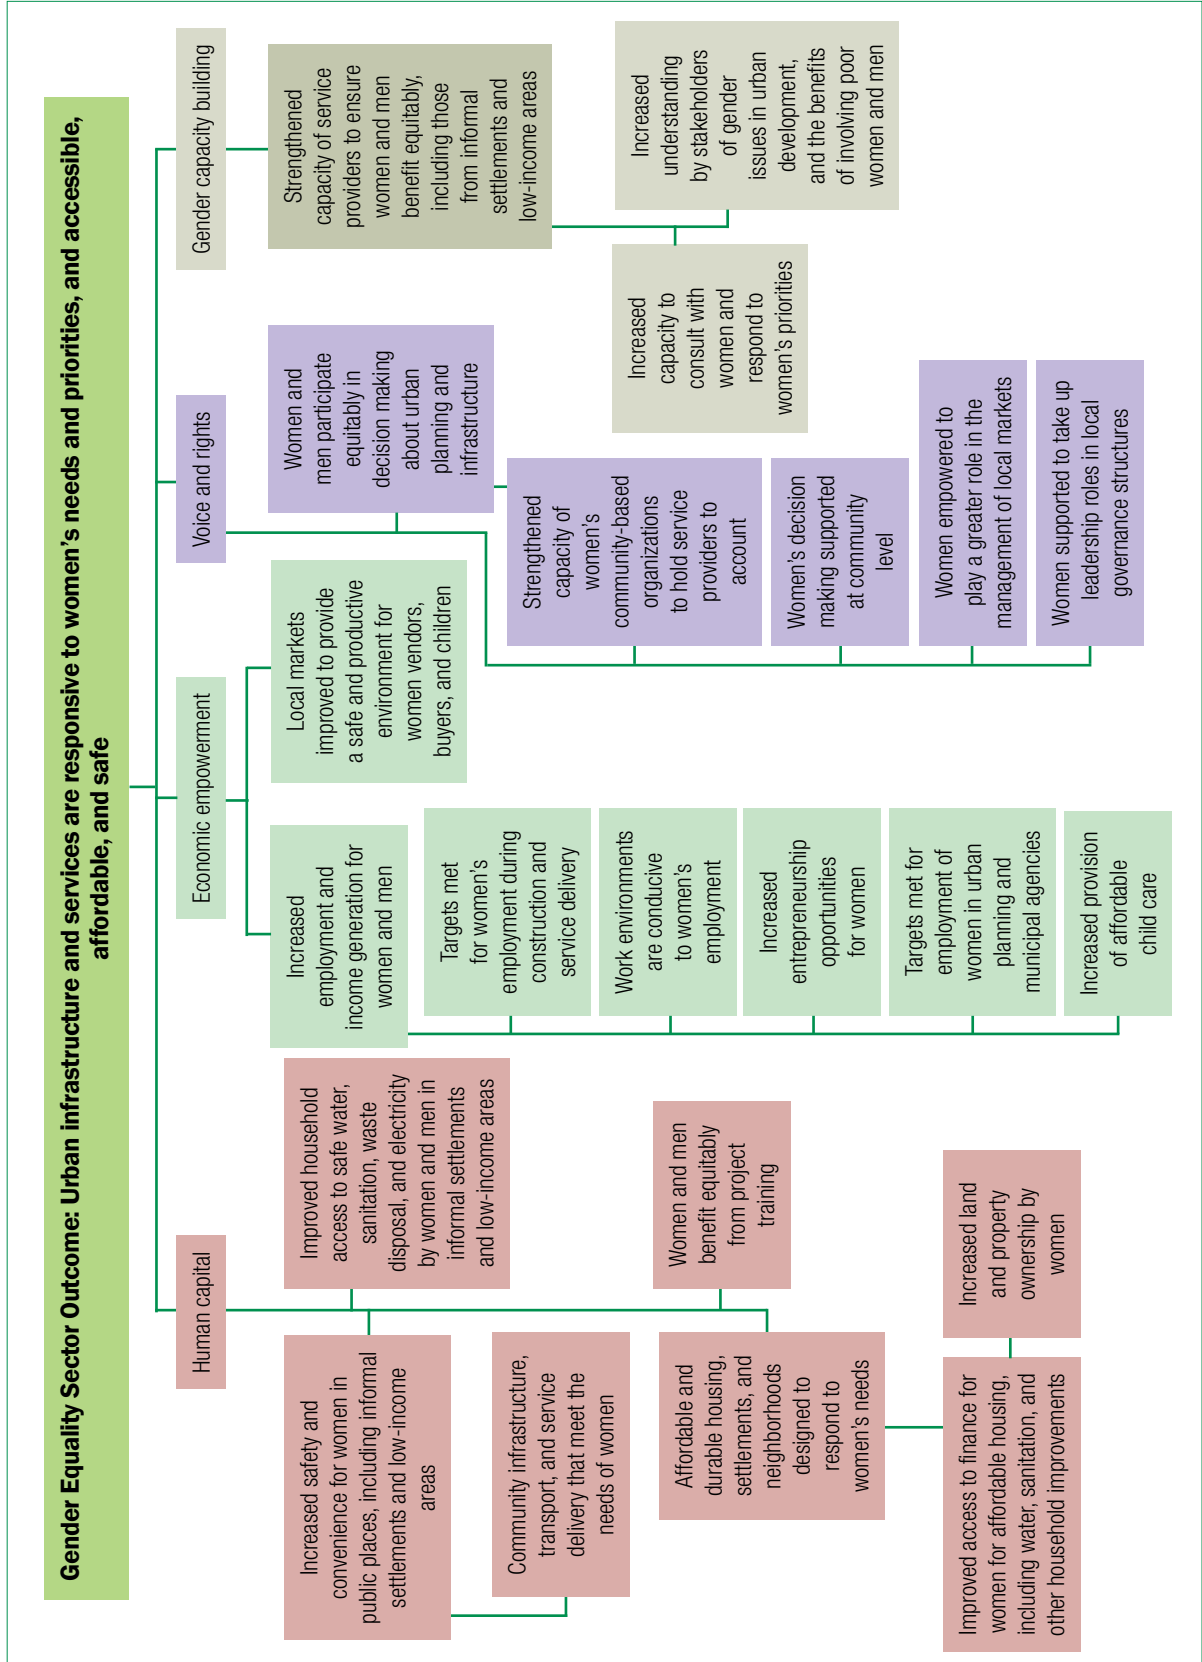 Gender Equality Sector Outcome: Urban infrastructure and services are responsive to women's needs and priorities, and accessible,
affordable, and safe
Human capital
Increased safety and
convenience for women in
public places, including informal
settlements and low-income
areas
Community infrastructure,
transport, and service
delivery that meet the
needs of women
Improved household
access to safe water,
sanitation, waste
disposal, and electricity
by women and men in
informal settlements
and low-income areas
Women and men
benefit equitably
from project
training
Affordable and
durable housing,
settlements, and
neighborhoods
designed to
respond to
women's needs
Improved access to finance for
women for affordable housing,
including water, sanitation, and
other household improvements
Increased land
and property
ownership by
women
Economic empowerment
Increased
employment and
income generation for
women and men
Targets met
for women's
employment during
construction and
service delivery
Work environments
are conducive
to women's
employment
Increased
entrepreneurship
opportunities
for women
Targets met for
employment of
women in urban
planning and
municipal agencies
Increased provision
of affordable
child care
Local markets
improved to provide
a safe and productive
environment for
women vendors,
buyers, and children
Voice and rights
Women and
men participate
equitably in
decision making
about urban
planning and
infrastructure
Strengthened
capacity of
women's
community-based
organizations
to hold service
providers to
account
Women's decision
making supported
at community
level
Women empowered to
play a greater role in the
management of local markets
Women supported to take up
leadership roles in local
governance structures
Gender capacity building
Strengthened
capacity of service
providers to ensure
women and men
benefit equitably,
including those
from informal
settlements and
low-income areas
Increased
capacity to
consult with
women and
respond to
women's priorities
Increased
understanding
by stakeholders
of gender
issues in urban
development,
and the benefits
of involving poor
women and men